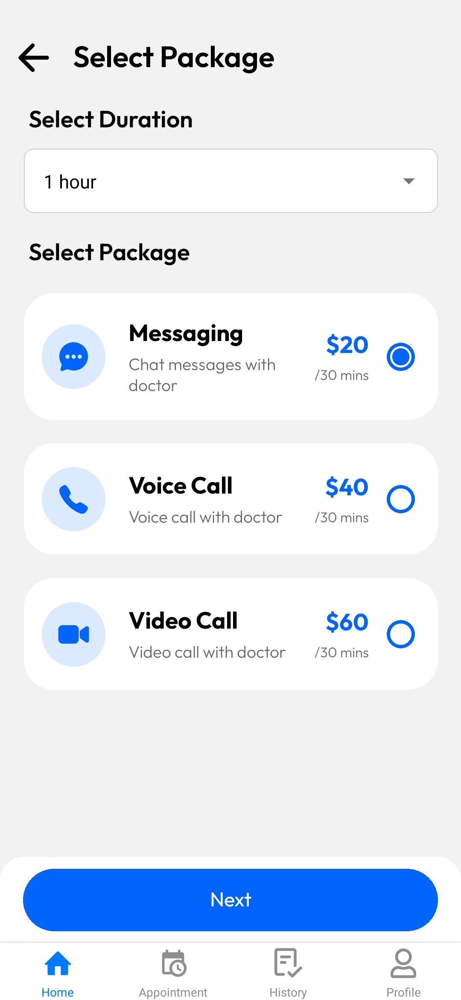 Select Package
Select Duration
1 hour
Select Package
Messaging
Chat messages with
doctor
$20
/30 mins
Voice Call
Voice call with doctor
$40
/30 mins
Video Call
Video call with doctor
$60
/30 mins
Next
Home
Appointment
History
Profile